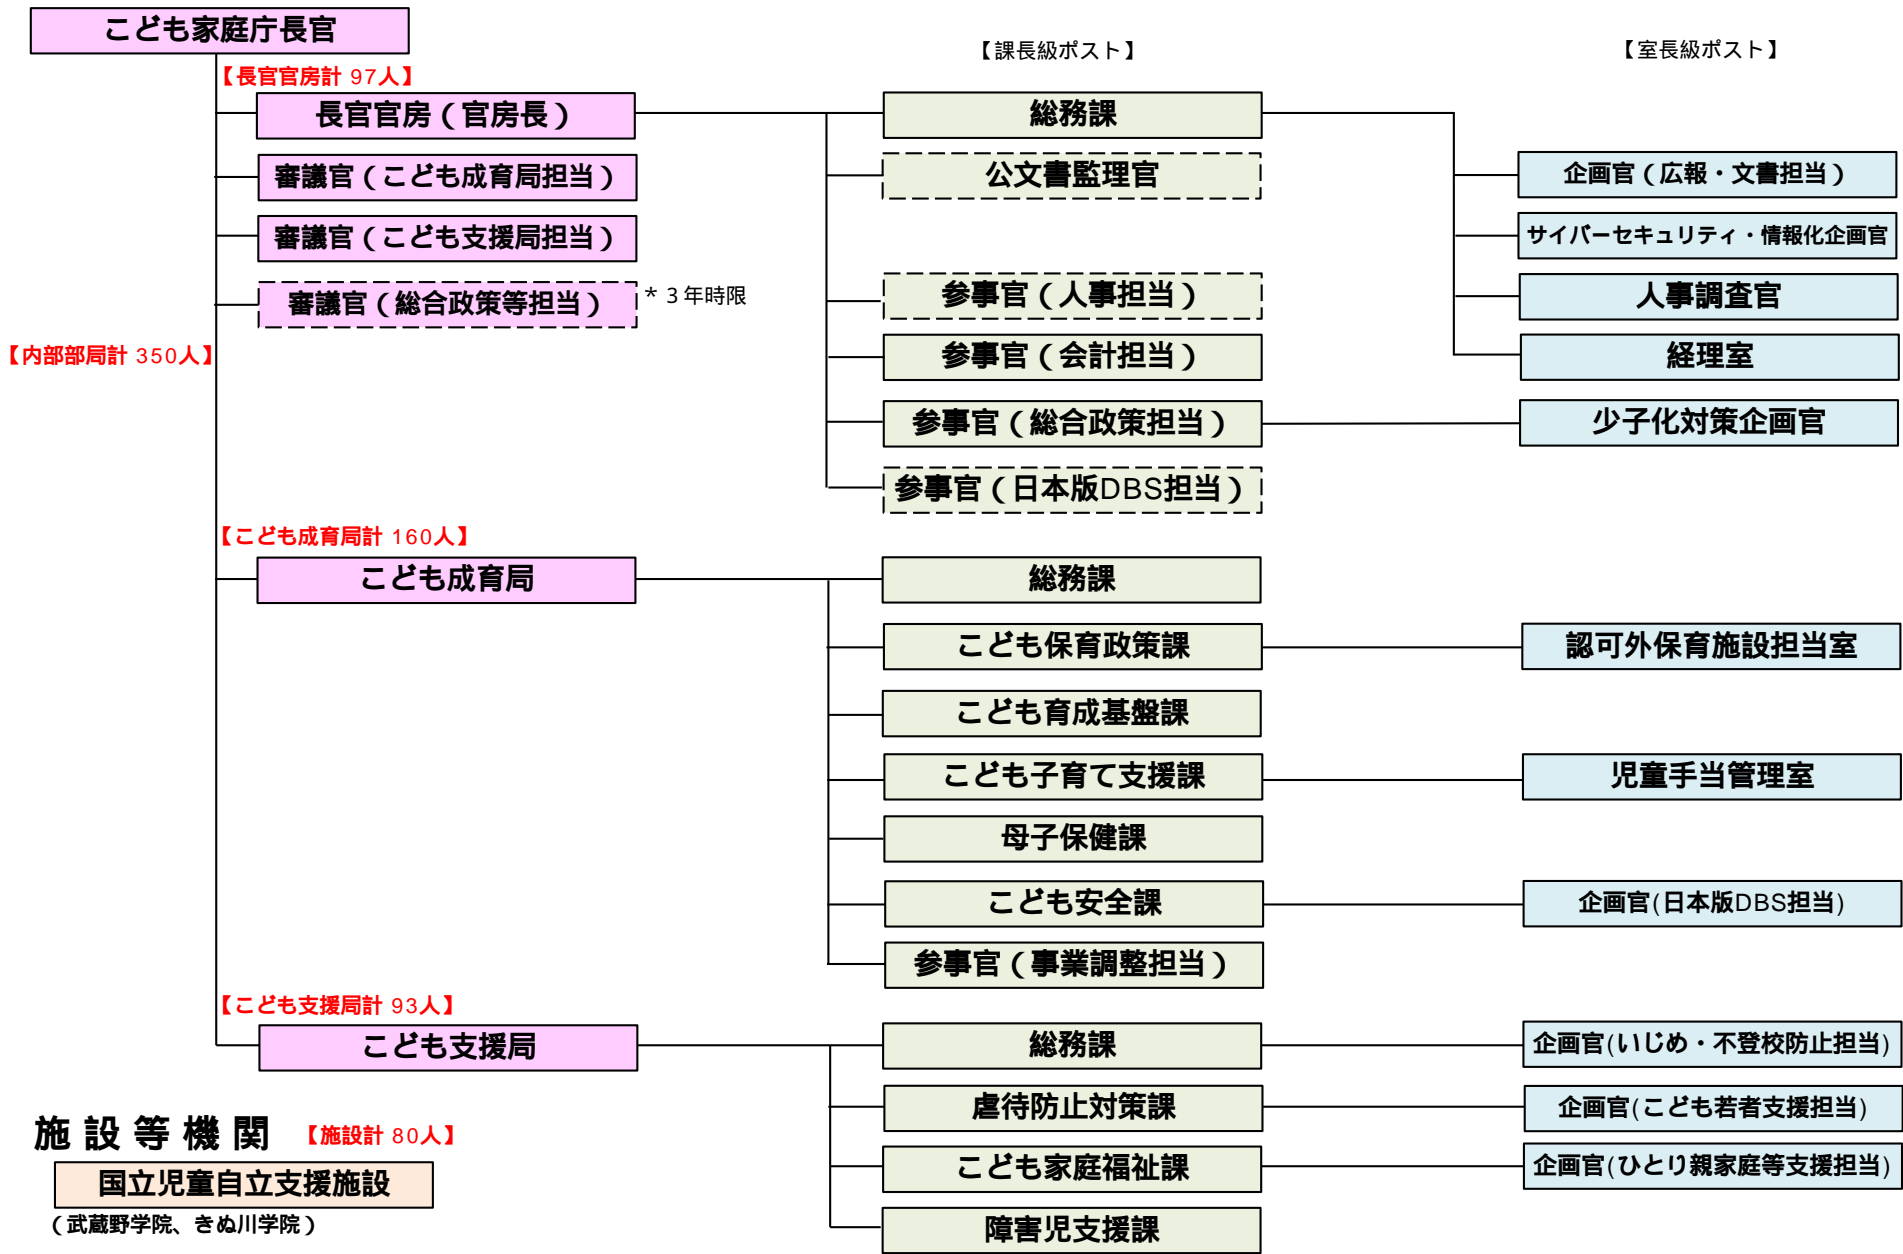 こども家庭庁長官
【課長級ポスト】
【室長級ポスト】
【長官官房計 97人】
長官官房（官房長）
総務課
審議官（こども成育局担当）
公文書監理官
企画官（広報・文書担当）
審議官（こども支援局担当）
サイバーセキュリティ・情報化企画官
審議官（総合政策等担当）
＊３年時限
参事官（人事担当）
人事調査官
【内部部局計 350人】
参事官（会計担当）
経理室
参事官（総合政策担当）
少子化対策企画官
参事官（日本版DBS担当）
【こども成育局計 160人】
こども成育局
総務課
こども保育政策課
認可外保育施設担当室
こども育成基盤課
こども子育て支援課
児童手当管理室
母子保健課
こども安全課
企画官(日本版DBS担当)
参事官（事業調整担当）
【こども支援局計 93人】
こども支援局
総務課
企画官(いじめ・不登校防止担当)
虐待防止対策課
企画官(こども若者支援担当)
こども家庭福祉課
企画官(ひとり親家庭等支援担当)
障害児支援課
施設等機関
【施設計 80人】
国立児童自立支援施設
（武蔵野学院、きぬ川学院）